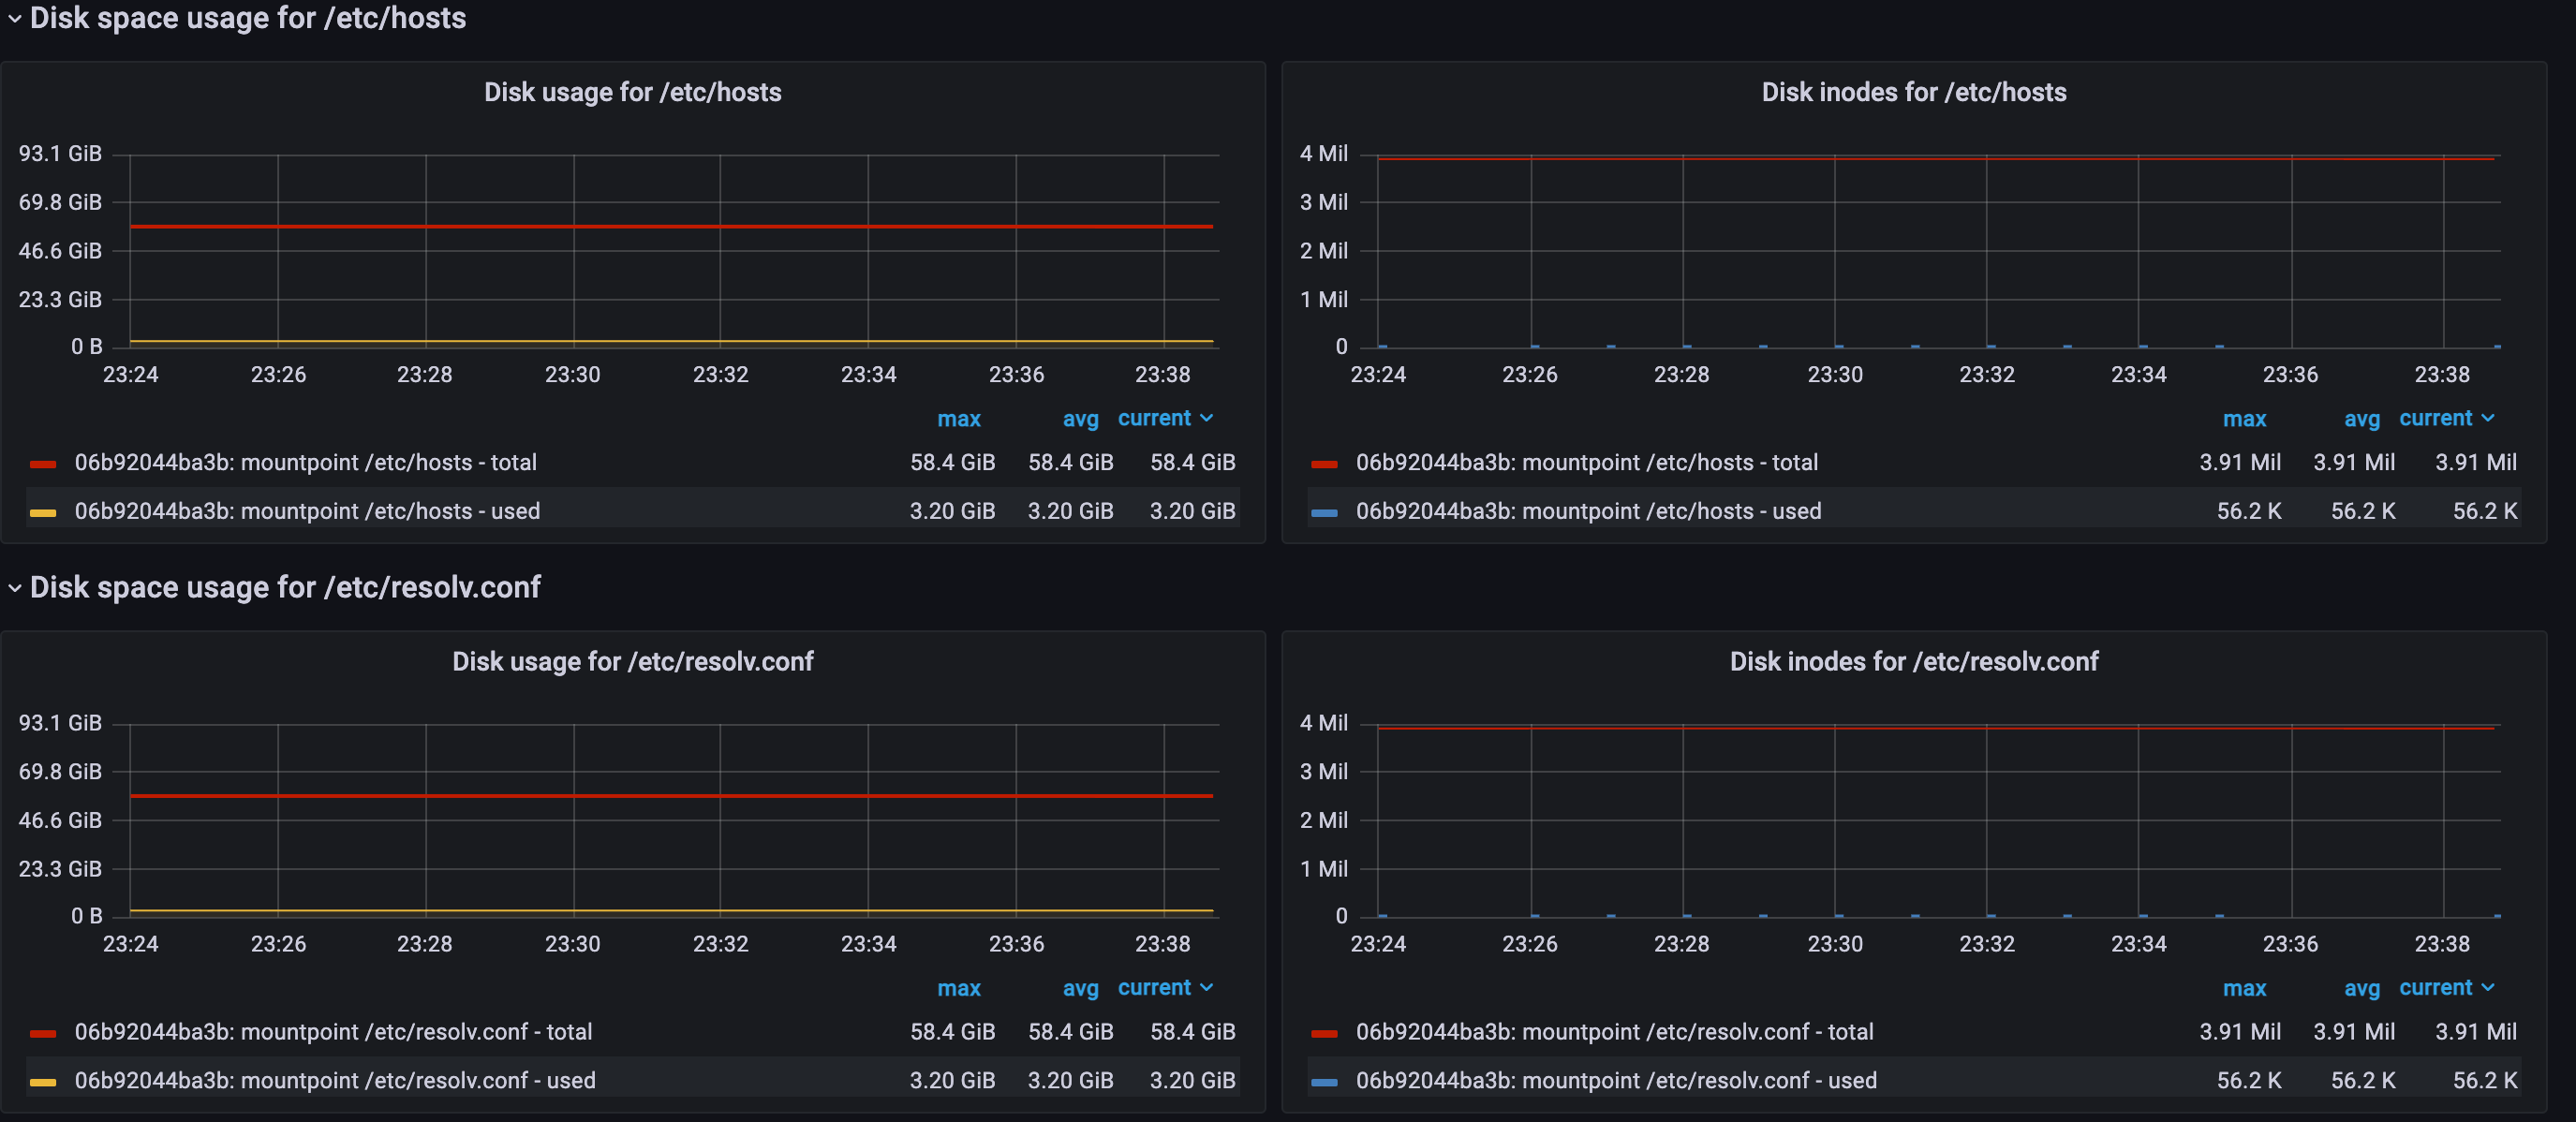 Disk space usage for /etc/hosts
Disk usage for /etc/hosts
93.1 GiB
69.8 GiB
46.6 GiB
23.3 GiB
0 B
23:24 23:26 23:28 23:30 23:32 23:34 23:36 23:38
max avg current
06b92044ba3b: mountpoint /etc/hosts - total 58.4 GiB 58.4 GiB 58.4 GiB
06b92044ba3b: mountpoint /etc/hosts - used 3.20 GiB 3.20 GiB 3.20 GiB
Disk inodes for /etc/hosts
4 Mil
3 Mil
2 Mil
1 Mil
0
23:24 23:26 23:28 23:30 23:32 23:34 23:36 23:38
max avg current
06b92044ba3b: mountpoint /etc/hosts - total 3.91 Mil 3.91 Mil 3.91 Mil
06b92044ba3b: mountpoint /etc/hosts - used 56.2 K 56.2 K 56.2 K
Disk space usage for /etc/resolv.conf
Disk usage for /etc/resolv.conf
93.1 GiB
69.8 GiB
46.6 GiB
23.3 GiB
0 B
23:24 23:26 23:28 23:30 23:32 23:34 23:36 23:38
max avg current
06b92044ba3b: mountpoint /etc/resolv.conf - total 58.4 GiB 58.4 GiB 58.4 GiB
06b92044ba3b: mountpoint /etc/resolv.conf - used 3.20 GiB 3.20 GiB 3.20 GiB
Disk inodes for /etc/resolv.conf
4 Mil
3 Mil
2 Mil
1 Mil
0
23:24 23:26 23:28 23:30 23:32 23:34 23:36 23:38
max avg current
06b92044ba3b: mountpoint /etc/resolv.conf - total 3.91 Mil 3.91 Mil 3.91 Mil
06b92044ba3b: mountpoint /etc/resolv.conf - used 56.2 K 56.2 K 56.2 K